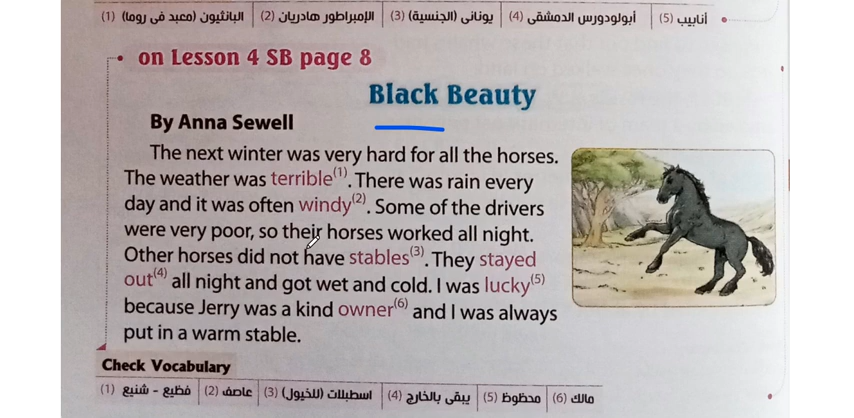 (1) البانثيون (معبد فى روما) (2) الإمبراطور هادريان (3) يونانى (الجنسية) (4) أبولودورس الدمشقى (5) أنابيب
• on Lesson 4 SB page 8
Black Beauty
By Anna Sewell
The next winter was very hard for all the horses.
The weather was terrible(1). There was rain every
day and it was often windy(2). Some of the drivers
were very poor, so their horses worked all night.
Other horses did not have stables(3). They stayed
out(4) all night and got wet and cold. I was lucky(5)
because Jerry was a kind owner(6) and I was always
put in a warm stable.
Check Vocabulary
(1) فظيع - شنيع (2) عاصف (3) اسطبلات (للخيول) (4) يبقى بالخارج (5) محظوظ (6) مالك